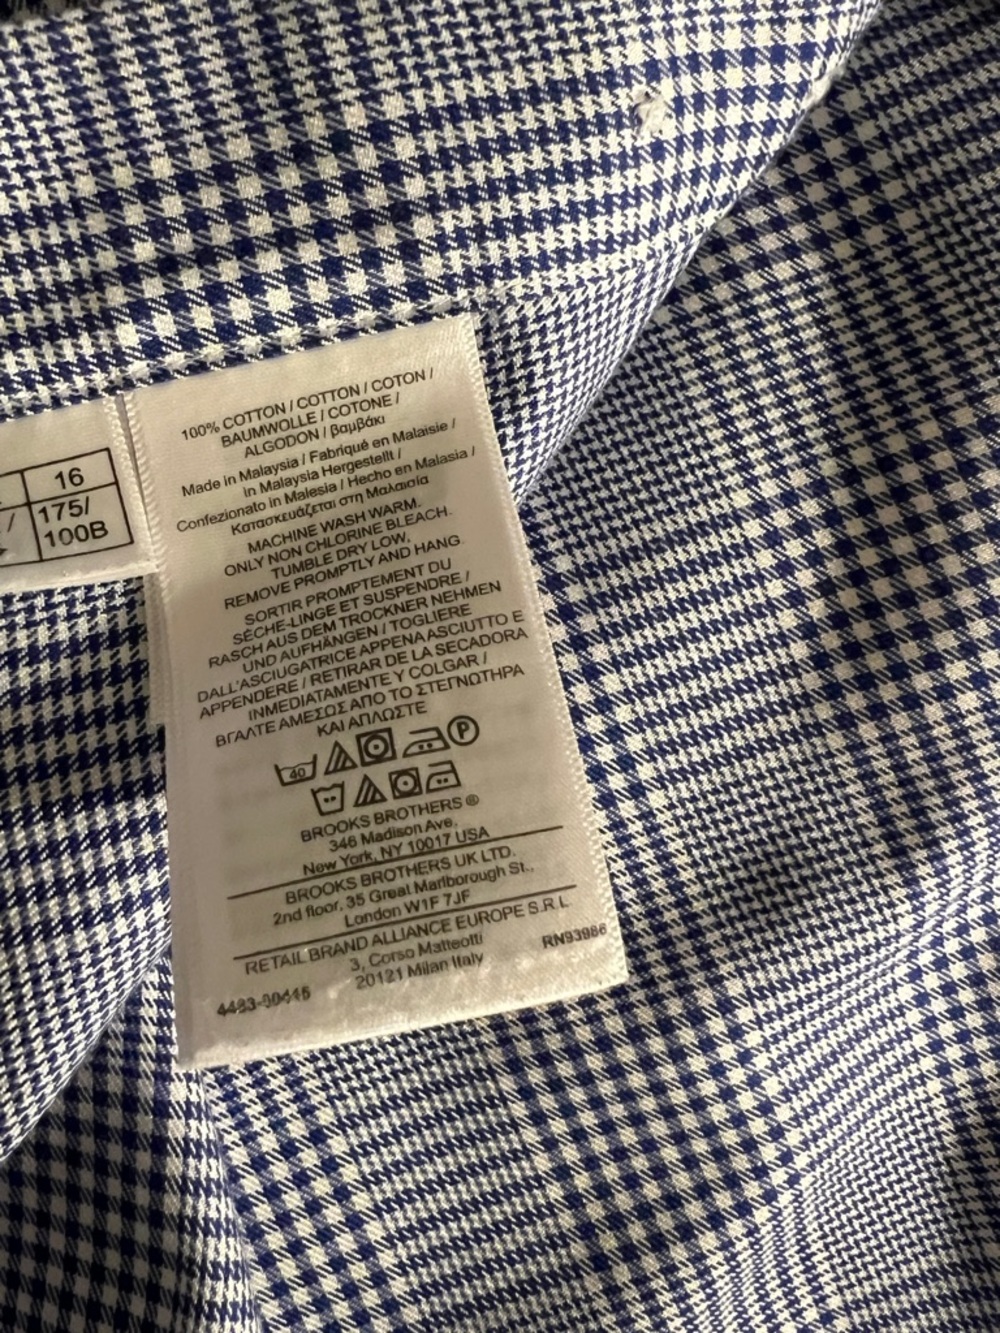 16
175/
100B
100% COTTON / COTTON / COTON /
BAUMWOLLE / COTONE /
ALGODON / βαμβάκι
Made in Malaysia / Fabriqué en Malaisie /
in Malaysia Hergestellt /
Confezionato in Malesia / Hecho en Malasia /
Κατασκευάζεται στη Μαλαισία
MACHINE WASH WARM.
ONLY NON CHLORINE BLEACH.
TUMBLE DRY LOW,
REMOVE PROMPTLY AND HANG.
SORTIR PROMPTEMENT DU
SÈCHE-LINGE ET SUSPENDRE /
RASCH AUS DEM TROCKNER NEHMEN
UND AUFHÄNGEN / TOGLIERE
DALL'ASCIUGATRICE APPENA ASCIUTTO E
APPENDERE / RETIRAR DE LA SECADORA
INMEDIATAMENTE Y COLGAR /
ΒΓΑΛΤΕ ΑΜΕΣΩΣ ΑΠΟ ΤΟ ΣΤΕΓΝΩΤΗΡΑ
ΚΑΙ ΑΠΛΩΣΤΕ
40 P
BROOKS BROTHERS ®
346 Madison Ave.
New York, NY 10017 USA
BROOKS BROTHERS UK LTD.
2nd floor, 35 Great Marlborough St.,
London W1F 7JF
RETAIL BRAND ALLIANCE EUROPE S.R.L
3, Corso Matteotti
20121 Milan Italy
RN93986